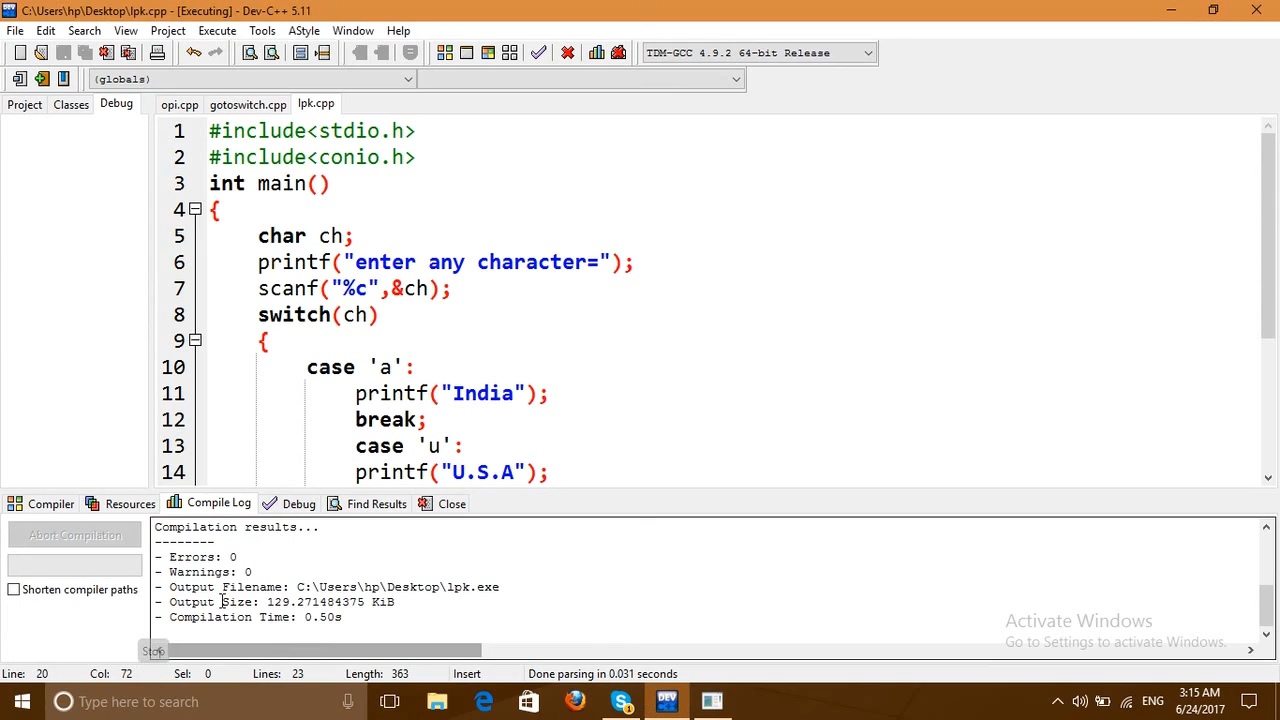 C:\Users\hp\Desktop\lpk.cpp - [Executing] - Dev-C++ 5.11
File Edit Search View Project Execute Tools AStyle Window Help
TDM-GCC 4.9.2 64-bit Release
(globals)
Project Classes Debug opi.cpp gotoswitch.cpp lpk.cpp
1 #include<stdio.h>
2 #include<conio.h>
3 int main()
4 {
5 char ch;
6 printf("enter any character=");
7 scanf("%c",&ch);
8 switch(ch)
9 {
10 case 'a':
11 printf("India");
12 break;
13 case 'u':
14 printf("U.S.A");
Compiler Resources Compile Log Debug Find Results Close
Abort Compilation
Shorten compiler paths
Compilation results...
--------
- Errors: 0
- Warnings: 0
- Output Filename: C:\Users\hp\Desktop\lpk.exe
- Output Size: 129.271484375 KiB
- Compilation Time: 0.50s
Stop
Activate Windows
Go to Settings to activate Windows.
Line: 20 Col: 72 Sel: 0 Lines: 23 Length: 363 Insert Done parsing in 0.031 seconds
Type here to search
DEV
ENG
3:15 AM
6/24/2017